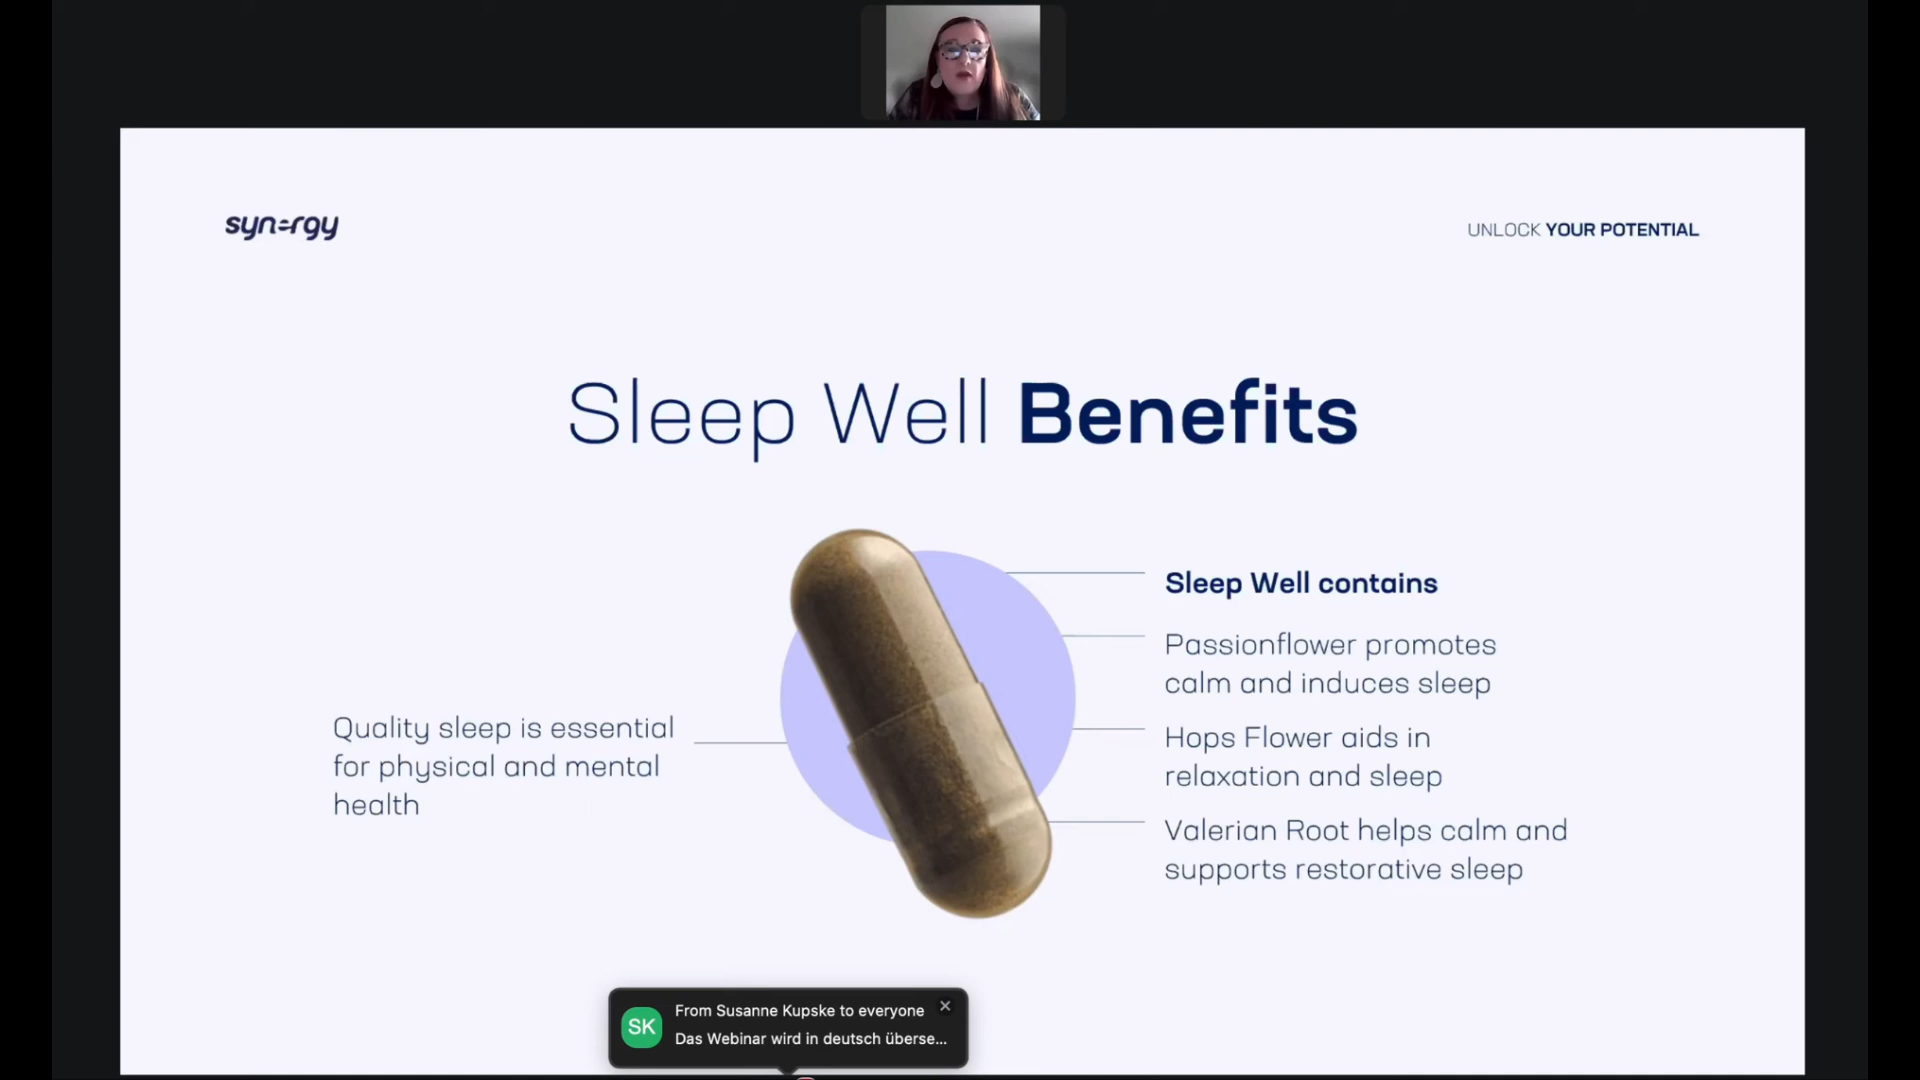 synergy
UNLOCK YOUR POTENTIAL
Sleep Well Benefits
Quality sleep is essential
for physical and mental
health
Sleep Well contains
Passionflower promotes
calm and induces sleep
Hops Flower aids in
relaxation and sleep
Valerian Root helps calm and
supports restorative sleep
SK
From Susanne Kupske to everyone
Das Webinar wird in deutsch überse...